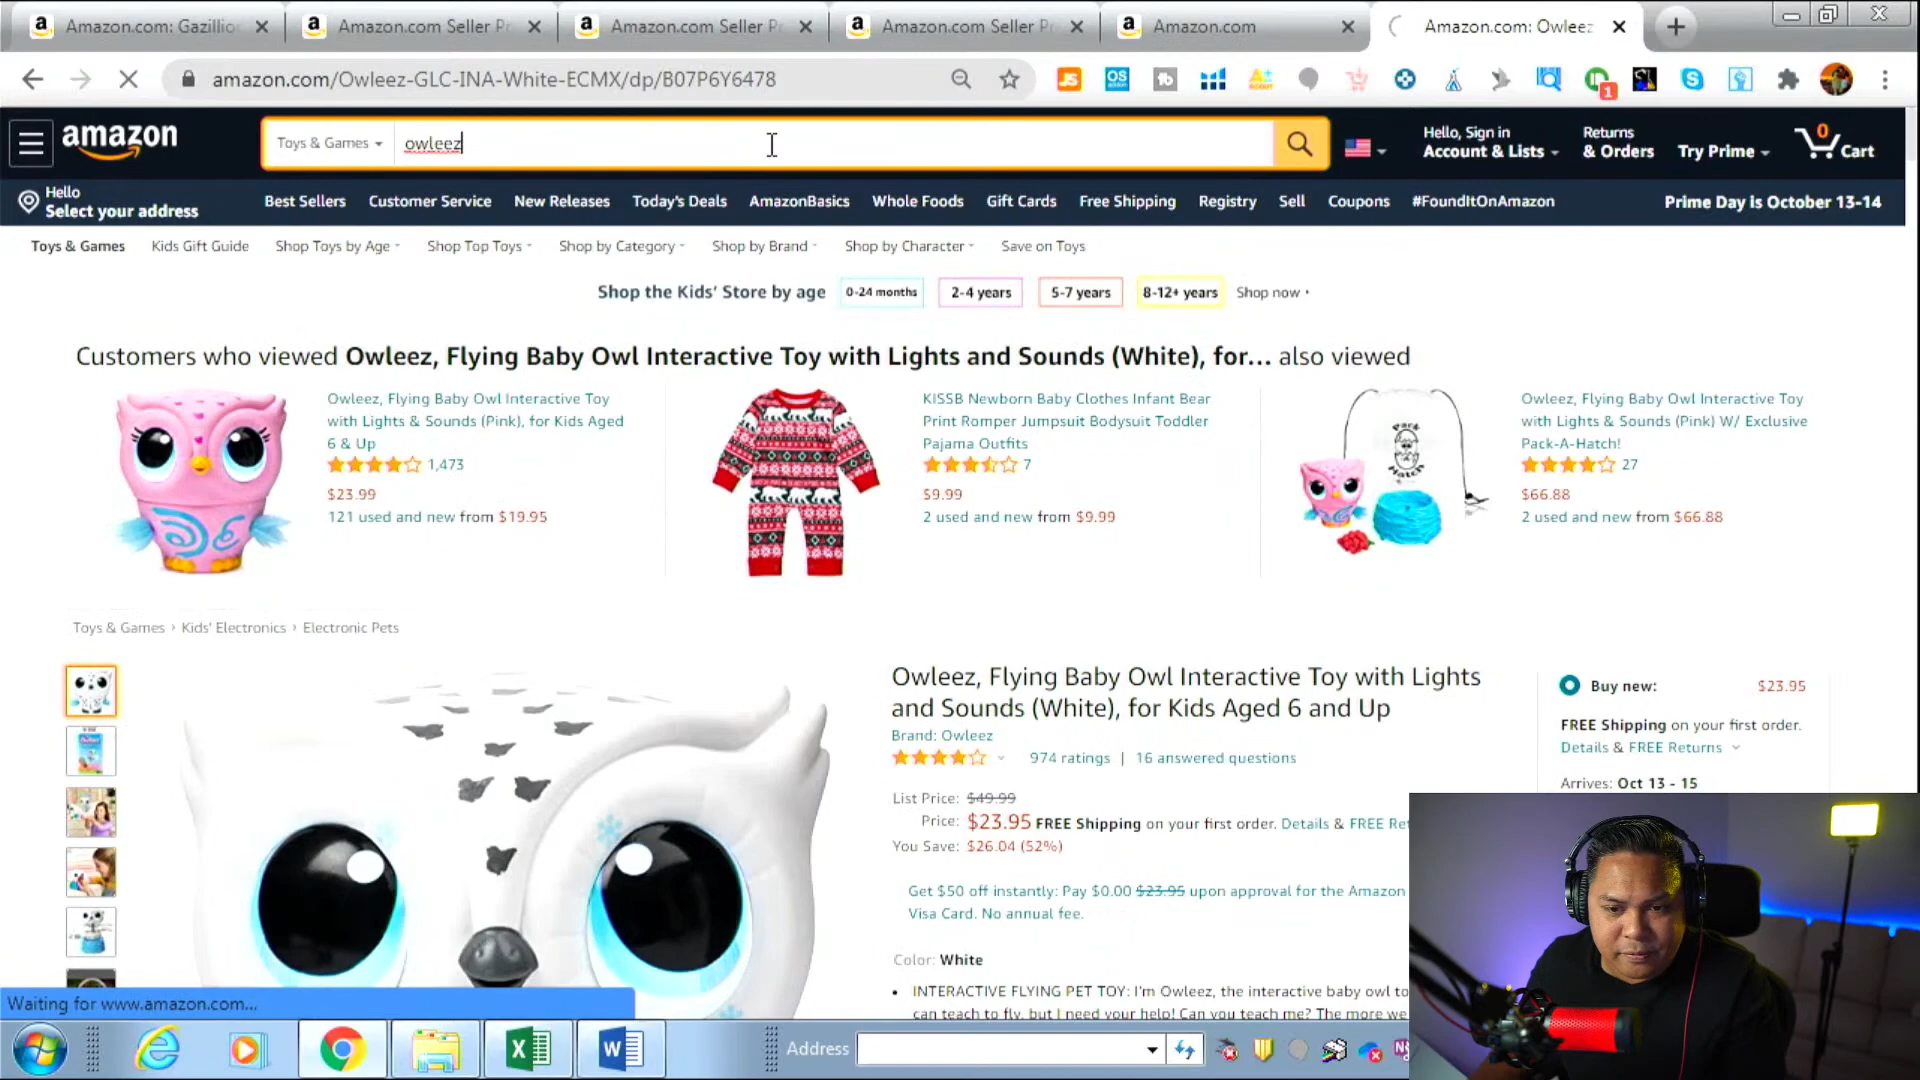 Amazon.com: Gazillion
Amazon.com Seller Pr
Amazon.com Seller Pr
Amazon.com Seller Pr
Amazon.com
Amazon.com: Owleez
amazon.com/Owleez-GLC-INA-White-ECMX/dp/B07P6Y6478
JS
OS
tb
1
amazon
Toys & Games
owleez
Hello, Sign in
Account & Lists
Returns
& Orders
Try Prime
0
Cart
Hello
Select your address
Best Sellers Customer Service New Releases Today's Deals AmazonBasics Whole Foods Gift Cards Free Shipping Registry Sell Coupons #FoundItOnAmazon
Prime Day is October 13-14
Toys & Games Kids Gift Guide Shop Toys by Age Shop Top Toys Shop by Category Shop by Brand Shop by Character Save on Toys
Shop the Kids' Store by age 0-24 months 2-4 years 5-7 years 8-12+ years Shop now
Customers who viewed Owleez, Flying Baby Owl Interactive Toy with Lights and Sounds (White), for... also viewed
Owleez, Flying Baby Owl Interactive Toy
with Lights & Sounds (Pink), for Kids Aged
6 & Up
1,473
$23.99
121 used and new from $19.95
KISSB Newborn Baby Clothes Infant Bear
Print Romper Jumpsuit Bodysuit Toddler
Pajama Outfits
7
$9.99
2 used and new from $9.99
Pack
Hatch
Owleez, Flying Baby Owl Interactive Toy
with Lights & Sounds (Pink) W/ Exclusive
Pack-A-Hatch!
27
$66.88
2 used and new from $66.88
Toys & Games › Kids' Electronics › Electronic Pets
Owleez, Flying Baby Owl Interactive Toy with Lights
and Sounds (White), for Kids Aged 6 and Up
Brand: Owleez
974 ratings | 16 answered questions
List Price: $49.99
Price: $23.95 FREE Shipping on your first order. Details & FREE Ret
You Save: $26.04 (52%)
Get $50 off instantly: Pay $0.00 $23.95 upon approval for the Amazon
Visa Card. No annual fee.
Color: White
• INTERACTIVE FLYING PET TOY: I'm Owleez, the interactive baby owl to
can teach to fly, but I need your help! Can you teach me? The more we
Buy new: $23.95
FREE Shipping on your first order.
Details & FREE Returns
Arrives: Oct 13 - 15
Waiting for www.amazon.com...
Address